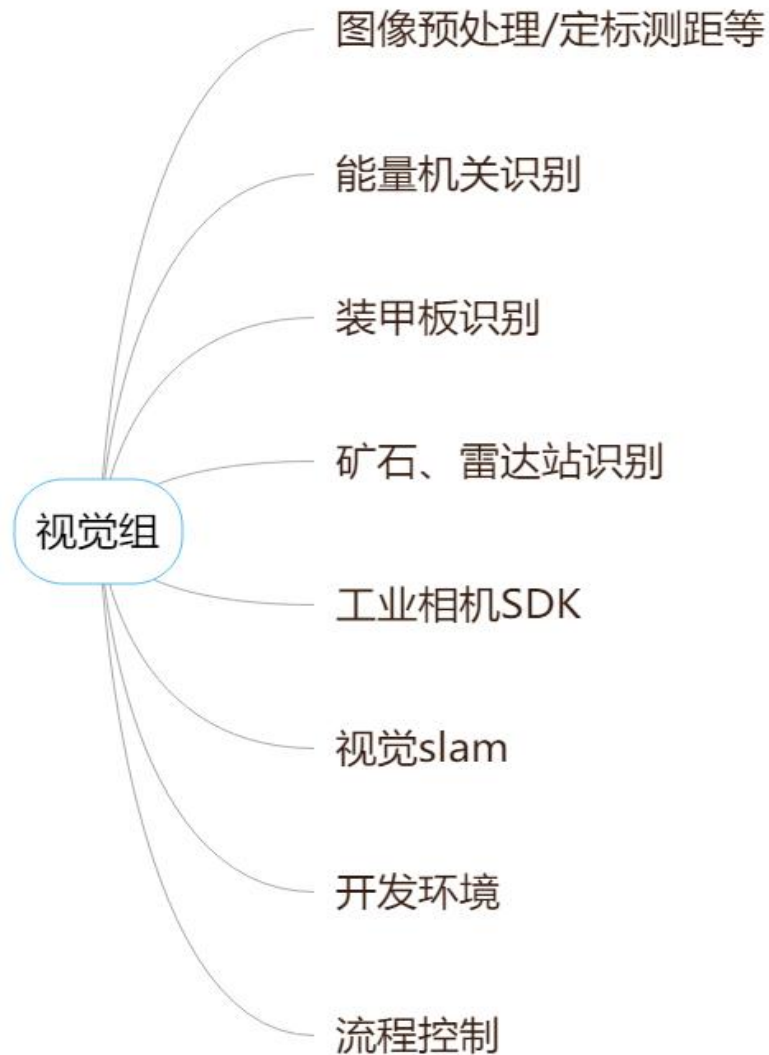 图像预处理/定标测距等
能量机关识别
装甲板识别
矿石、雷达站识别
视觉组
工业相机SDK
视觉slam
开发环境
流程控制